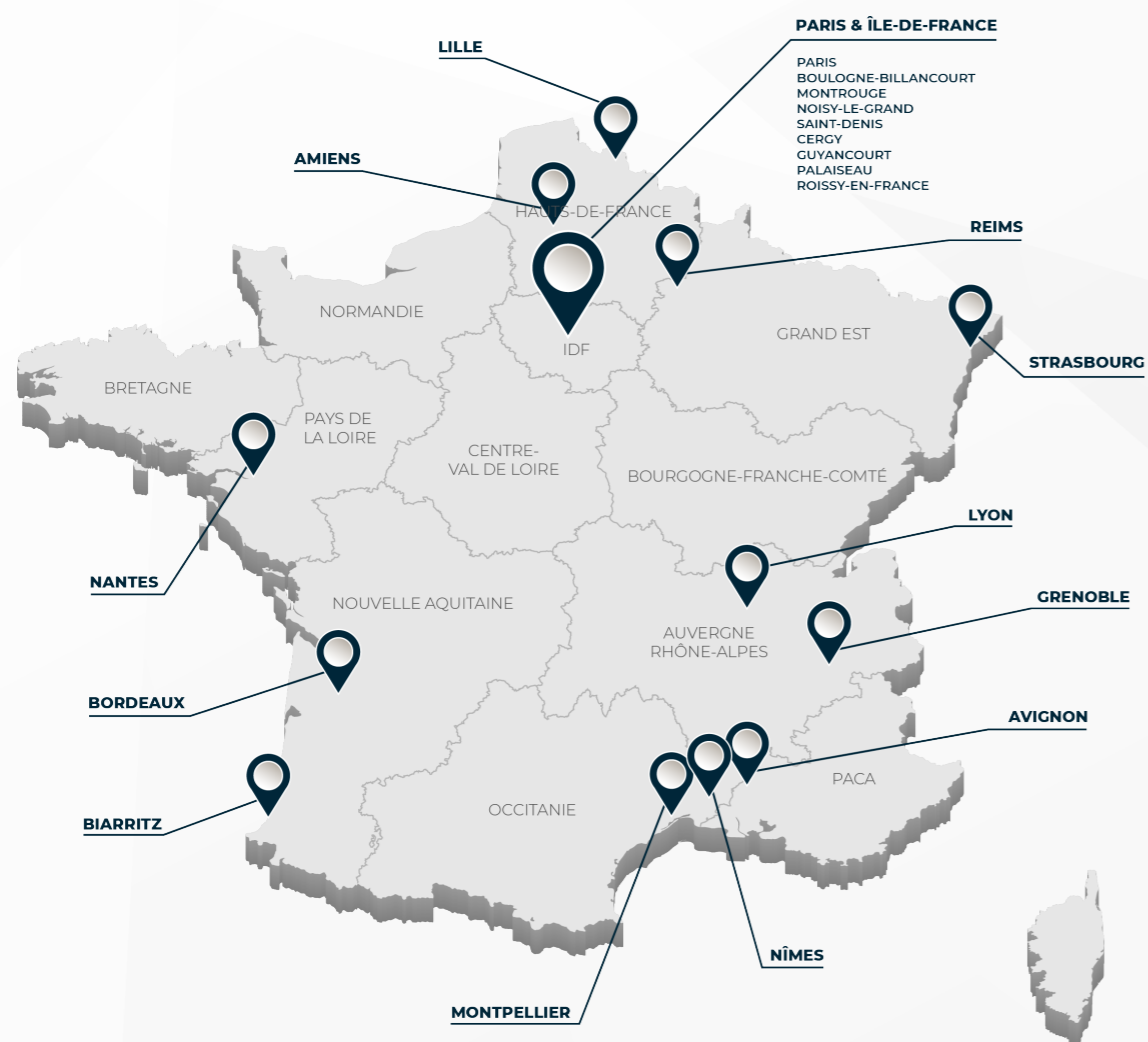 PARIS & ÎLE-DE-FRANCE
LILLE
PARIS
BOULOGNE-BILLANCOURT
MONTROUGE
NOISY-LE-GRAND
SAINT-DENIS
CERGY
GUYANCOURT
PALAISEAU
ROISSY-EN-FRANCE
AMIENS
HAUTS-DE-FRANCE
REIMS
NORMANDIE
GRAND EST
IDF
STRASBOURG
BRETAGNE
PAYS DE
LA LOIRE
CENTRE-
VAL DE LOIRE
BOURGOGNE-FRANCHE-COMTÉ
LYON
NANTES
GRENOBLE
NOUVELLE AQUITAINE
AUVERGNE
RHÔNE-ALPES
BORDEAUX
AVIGNON
PACA
OCCITANIE
BIARRITZ
NÎMES
MONTPELLIER